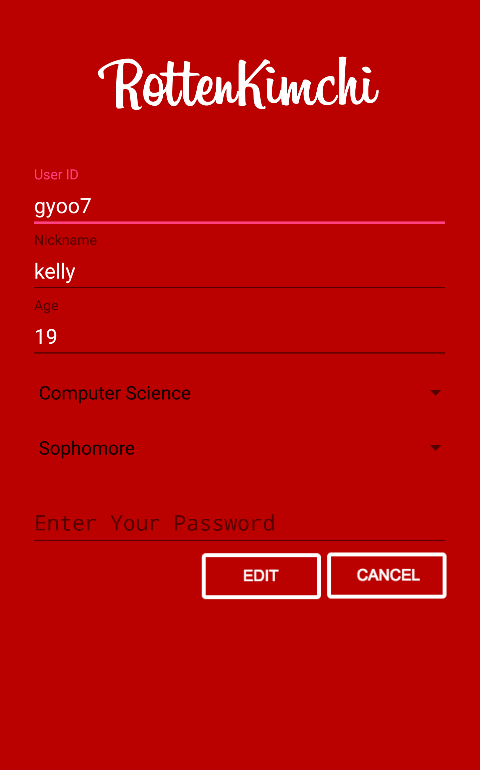 RottenKimchi
User ID
gyoo7
Nickname
kelly
Age
19
Computer Science
Sophomore
Enter Your Password
EDIT CANCEL